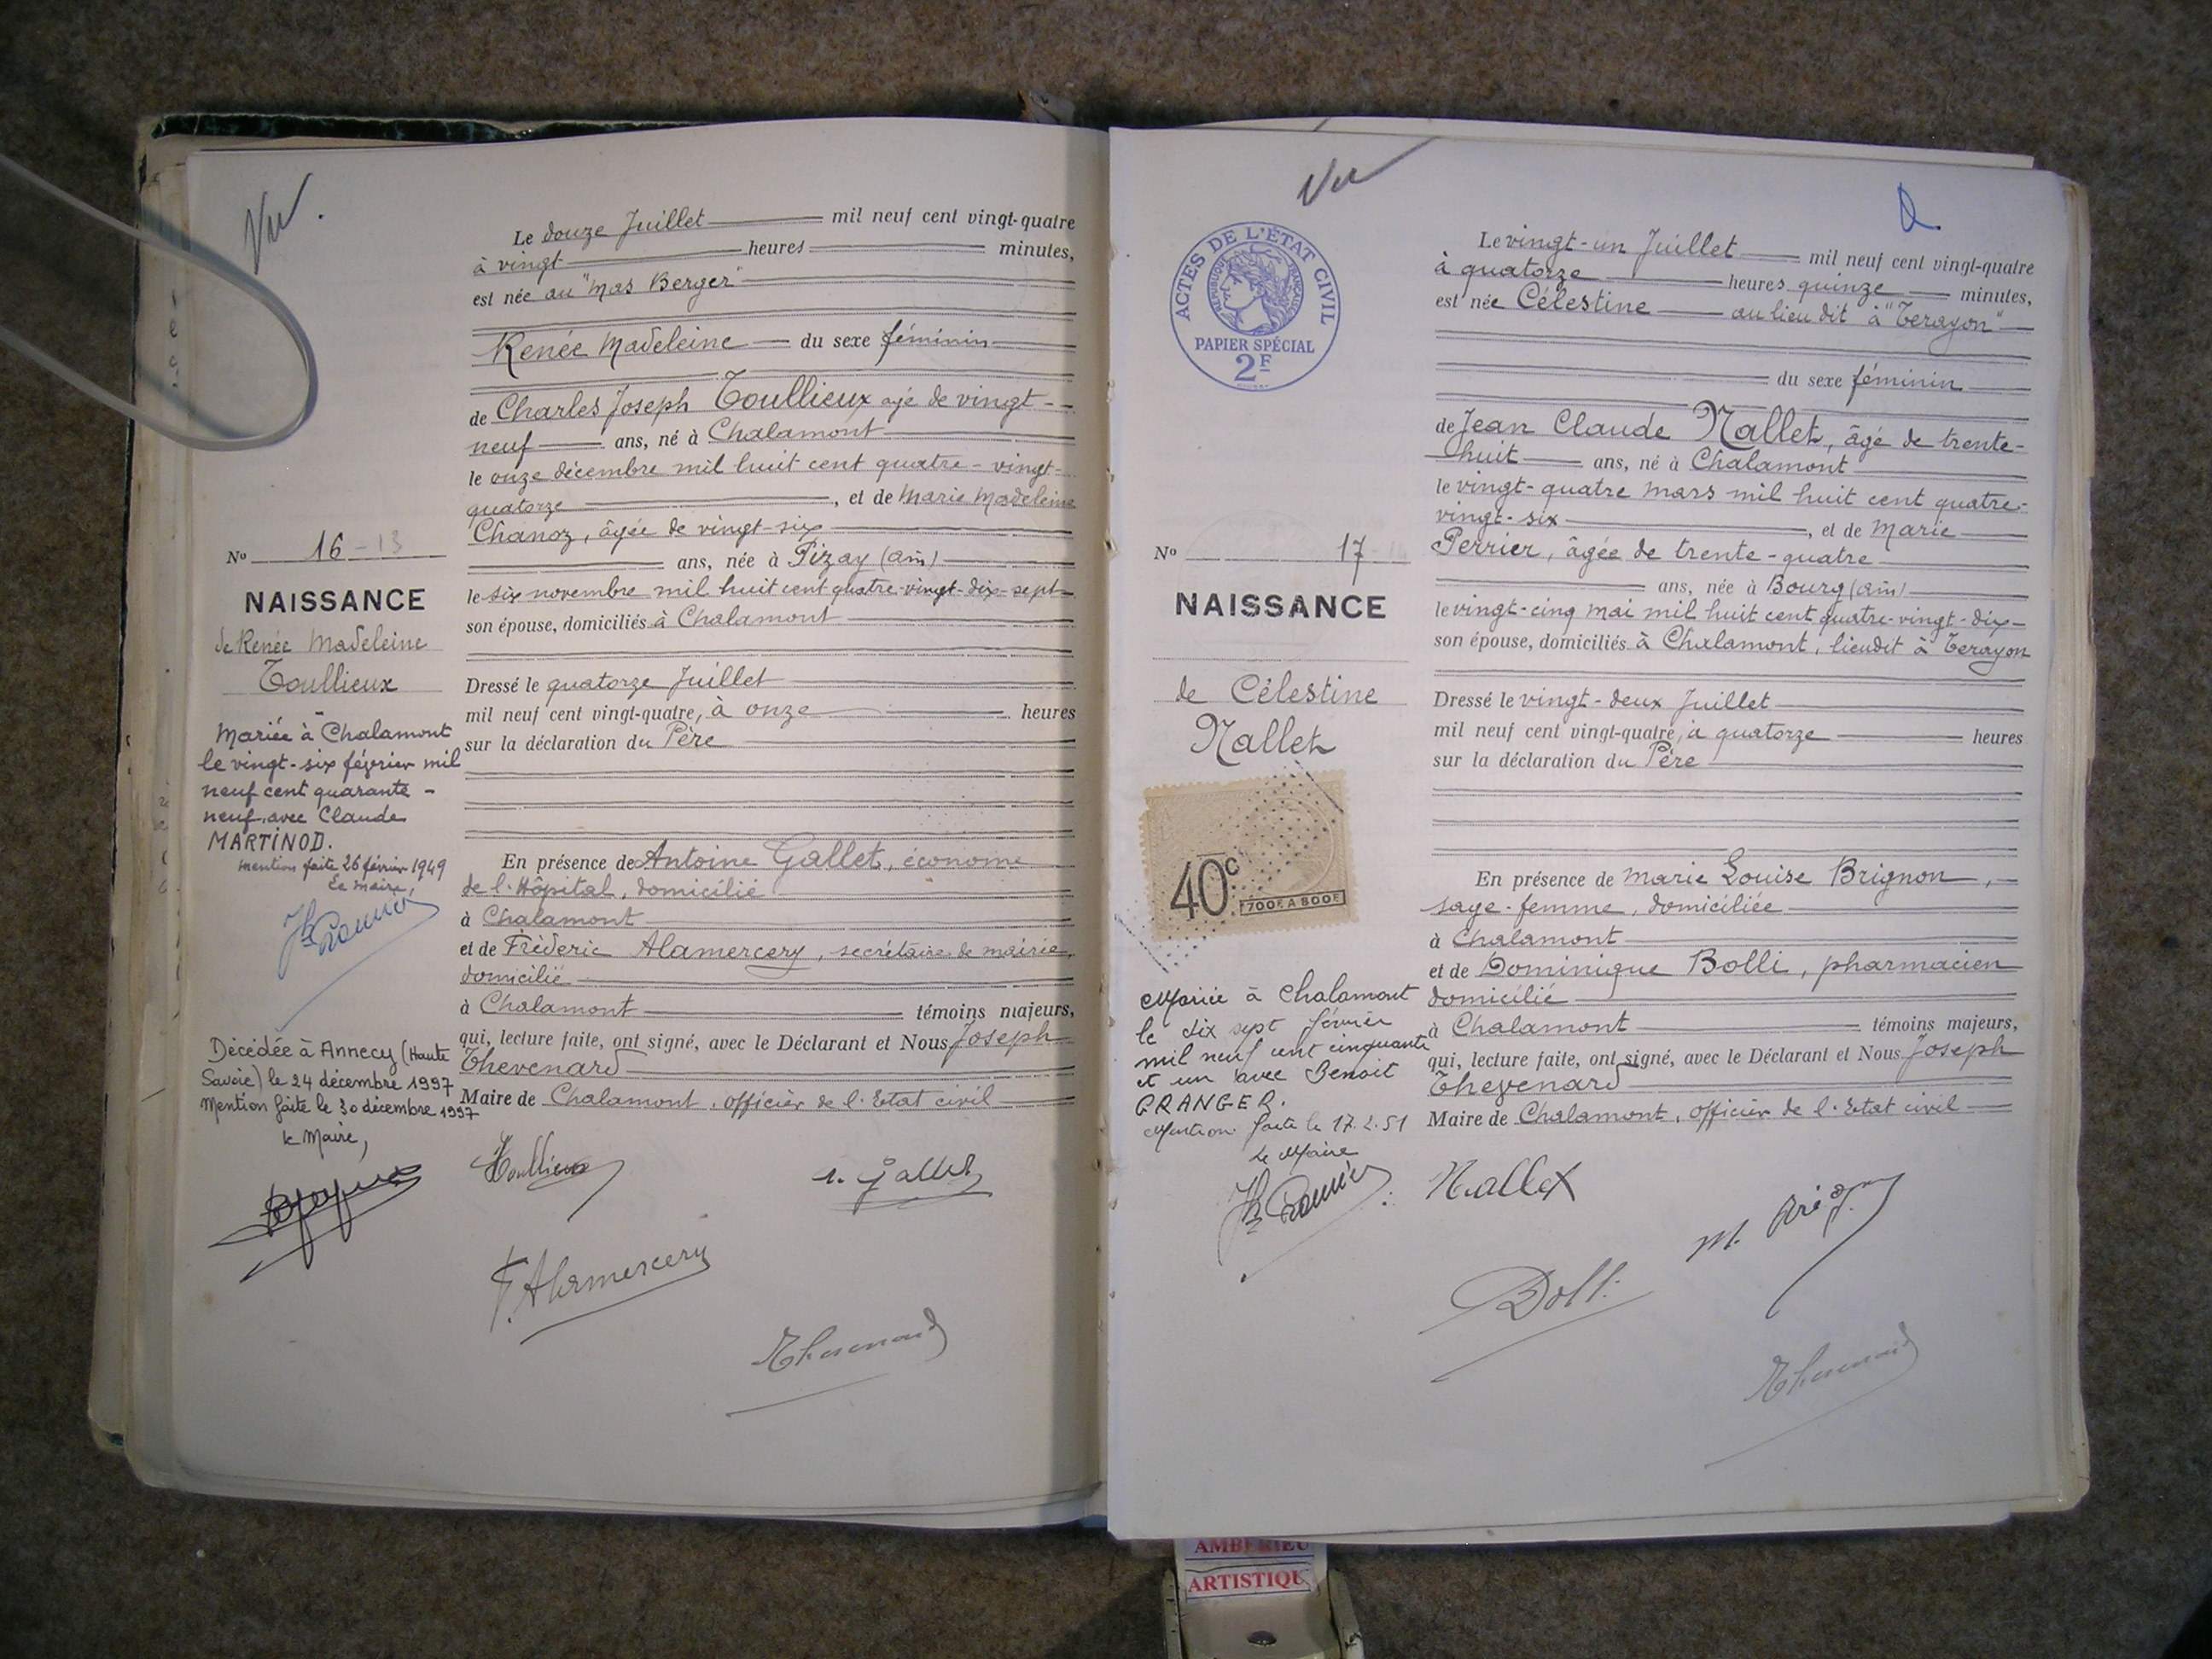 Vu.
Le douze Juillet mil neuf cent vingt-quatre
à vingt heures minutes,
est née au "Mas Berger"
Renée Madeleine du sexe féminin
de Charles Joseph Toullieux âgé de vingt-
neuf ans, né à Chalamont
le onze décembre mil huit cent quatre-vingt-
quatorze, et de Marie Madeleine
Chanoz, âgée de vingt-six
ans, née à Pizay (Ain)
le six novembre mil huit cent quatre-vingt-dix-sept
son épouse, domiciliés à Chalamont
Dressé le quatorze Juillet
mil neuf cent vingt-quatre, à onze heures
sur la déclaration du Père
En présence de Antoine Gallet, économe
de l'Hôpital, domicilié
à Chalamont
et de Fréderic Alamercery, secrétaire de mairie,
domicilié
à Chalamont témoins majeurs,
qui, lecture faite, ont signé, avec le Déclarant et Nous Joseph
Thevenard
Maire de Chalamont, officier de l'Etat civil
Toullieux
A. Gallet
F. Alamercery
Thevenard
No 16 - 13
NAISSANCE
de Renée Madeleine
Toullieux
Mariée à Chalamont
le vingt-six février mil
neuf cent quarante-
neuf, avec Claude
MARTINOD.
mention faite 26 février 1949
Le Maire,
Décédée à Annecy (Haute
Savoie) le 24 décembre 1997
Mention faite le 30 décembre 1997
le Maire,
Vu
ACTES DE L'ÉTAT CIVIL
RÉPUBLIQUE FRANÇAISE
PAPIER SPÉCIAL
2F
Le vingt-un Juillet mil neuf cent vingt-quatre
à quatorze heures quinze minutes,
est née Célestine au lieu dit à "Terayon"
du sexe féminin
de Jean Claude Nallet, âgé de trente-
huit ans, né à Chalamont
le vingt-quatre mars mil huit cent quatre-
vingt-six, et de Marie
Perrier, âgée de trente-quatre
ans, née à Bourg (Ain)
le vingt-cinq mai mil huit cent quatre-vingt-dix
son épouse, domiciliés à Chalamont, lieudit à Terayon
Dressé le vingt-deux Juillet
mil neuf cent vingt-quatre, à quatorze heures
sur la déclaration du Père
En présence de Marie Louise Brignon,
sage-femme, domiciliée
à Chalamont
et de Dominique Bolli, pharmacien
domicilié
à Chalamont témoins majeurs,
qui, lecture faite, ont signé, avec le Déclarant et Nous Joseph
Thevenard
Maire de Chalamont, officier de l'Etat civil
Nallet
M. Brignon
Bolli
Thevenard
No 17
NAISSANCE
de Célestine
Nallet
40c
700F A 800F
Mariée à Chalamont
le dix sept février
mil neuf cent cinquante
et un avec Benoit
GRANGER.
Mention faite le 17.2.51
Le Maire
AMBERIEU
ARTISTIQU